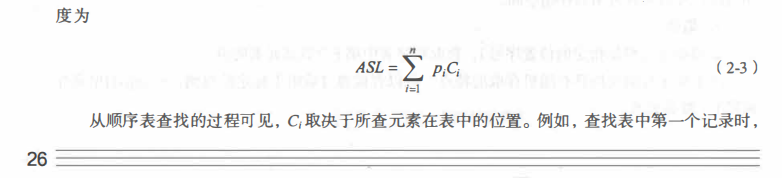 度为
ASL = \sum_{i=1}^{n} p_i C_i （2-3）
从顺序表查找的过程可见，C_i 取决于所查元素在表中的位置。例如，查找表中第一个记录时，
26